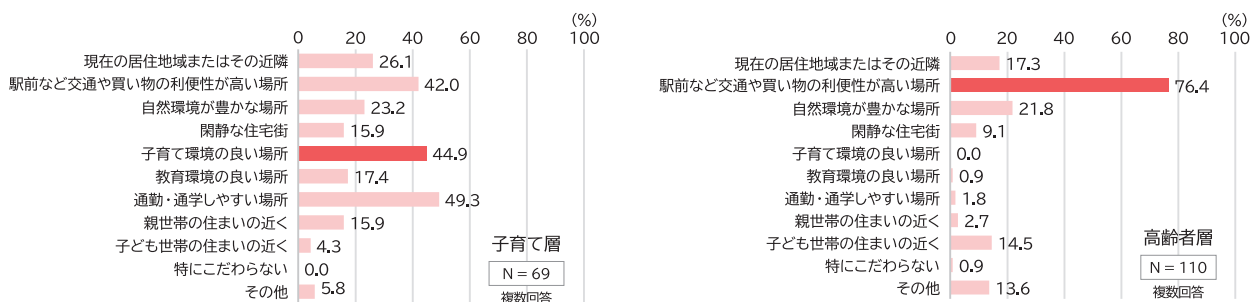 (%)
0 20 40 60 80 100
現在の居住地域またはその近隣 26.1
駅前など交通や買い物の利便性が高い場所 42.0
自然環境が豊かな場所 23.2
閑静な住宅街 15.9
子育て環境の良い場所 44.9
教育環境の良い場所 17.4
通勤・通学しやすい場所 49.3
親世帯の住まいの近く 15.9
子ども世帯の住まいの近く 4.3
特にこだわらない 0.0
その他 5.8
子育て層
N=69
複数回答
(%)
0 20 40 60 80 100
現在の居住地域またはその近隣 17.3
駅前など交通や買い物の利便性が高い場所 76.4
自然環境が豊かな場所 21.8
閑静な住宅街 9.1
子育て環境の良い場所 0.0
教育環境の良い場所 0.9
通勤・通学しやすい場所 1.8
親世帯の住まいの近く 2.7
子ども世帯の住まいの近く 14.5
特にこだわらない 0.9
その他 13.6
高齢者層
N=110
複数回答